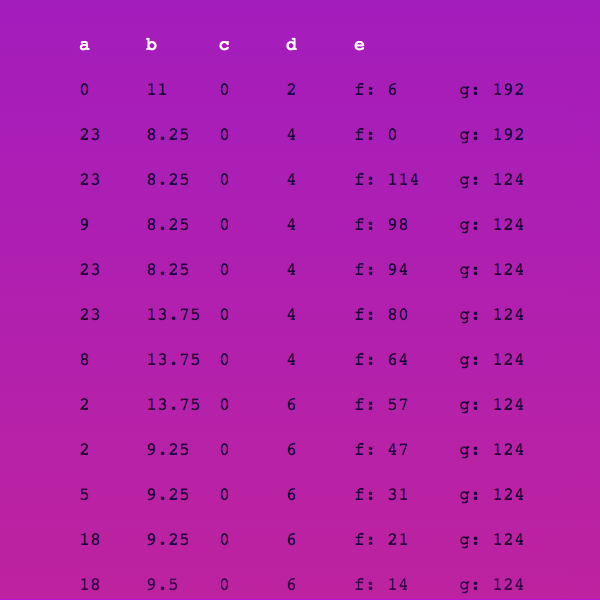 a b c d e
0 11 0 2 f: 6 g: 192
23 8.25 0 4 f: 0 g: 192
23 8.25 0 4 f: 114 g: 124
9 8.25 0 4 f: 98 g: 124
23 8.25 0 4 f: 94 g: 124
23 13.75 0 4 f: 80 g: 124
8 13.75 0 4 f: 64 g: 124
2 13.75 0 6 f: 57 g: 124
2 9.25 0 6 f: 47 g: 124
5 9.25 0 6 f: 31 g: 124
18 9.25 0 6 f: 21 g: 124
18 9.5 0 6 f: 14 g: 124